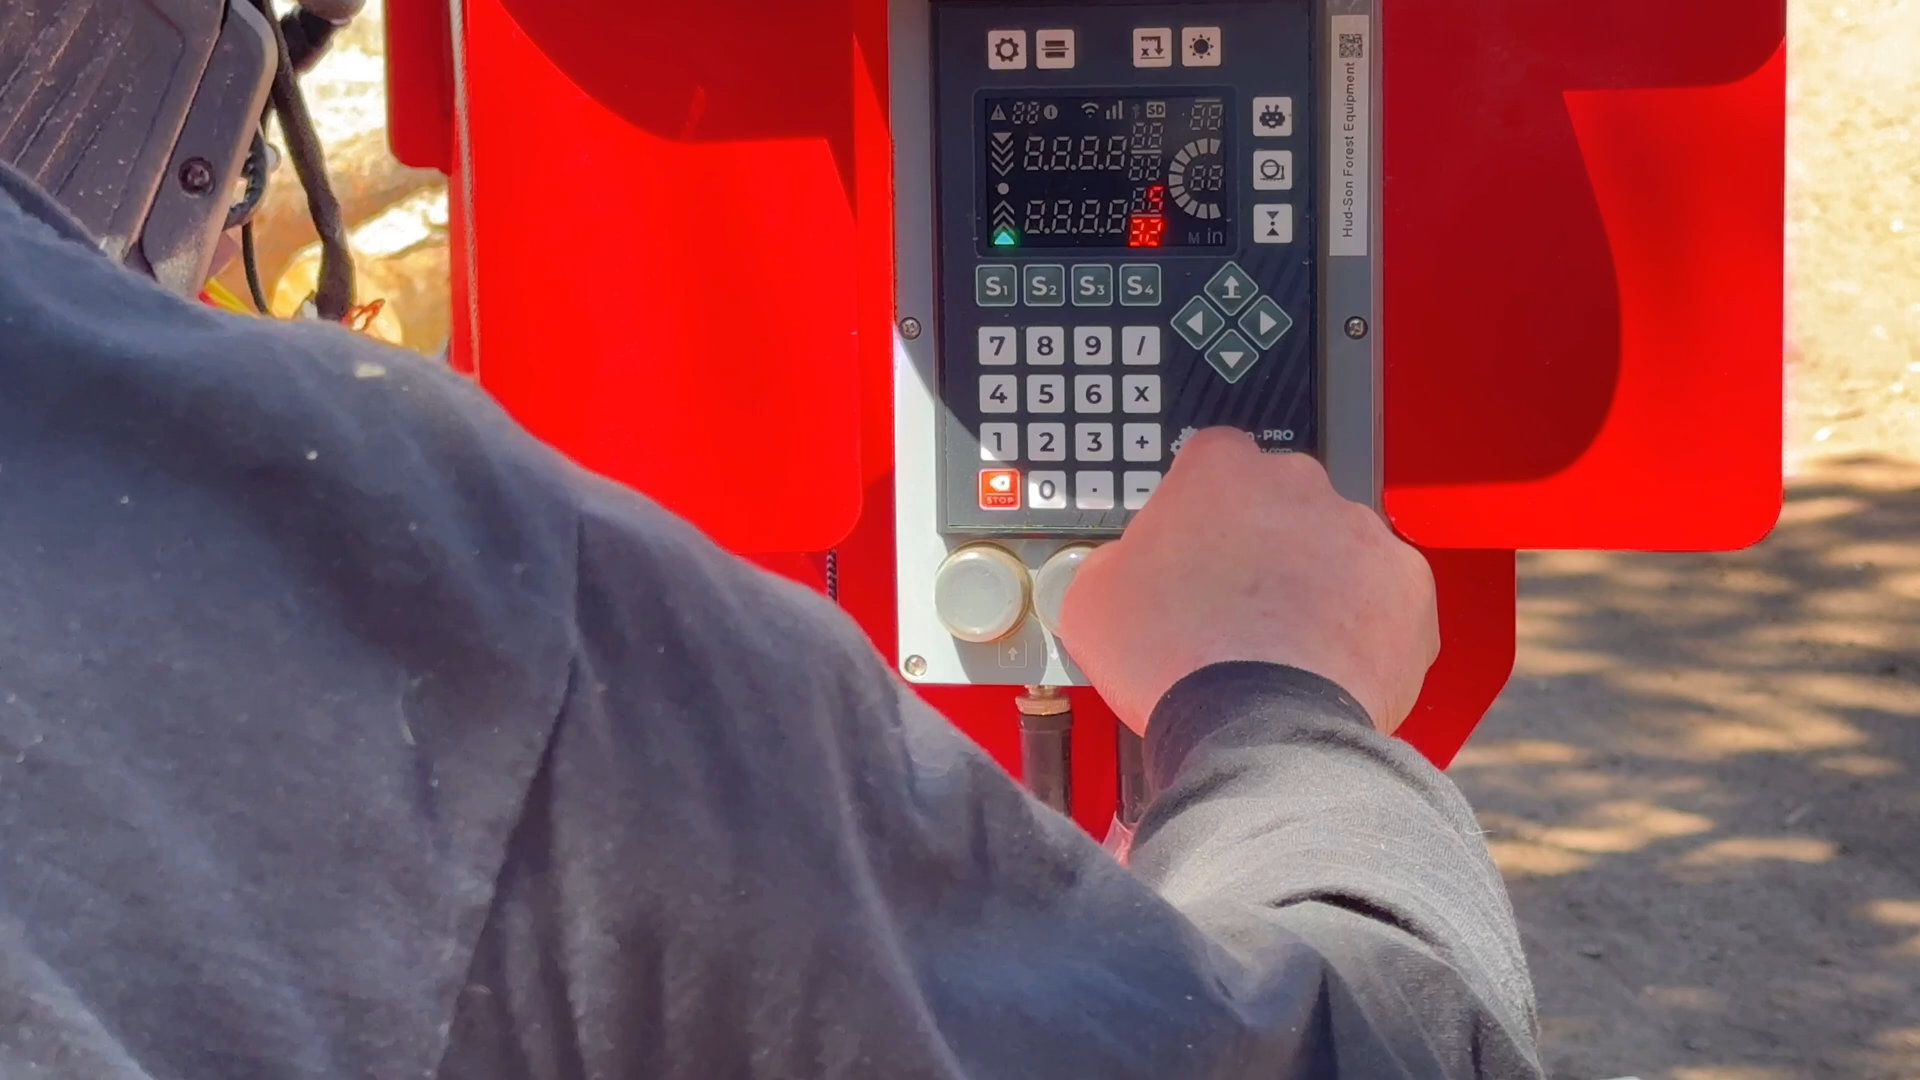 SD
M in
S1 S2 S3 S4
7 8 9 /
4 5 6 x
1 2 3 +
STOP 0 . -
-PRO
Hud-Son Forest Equipment